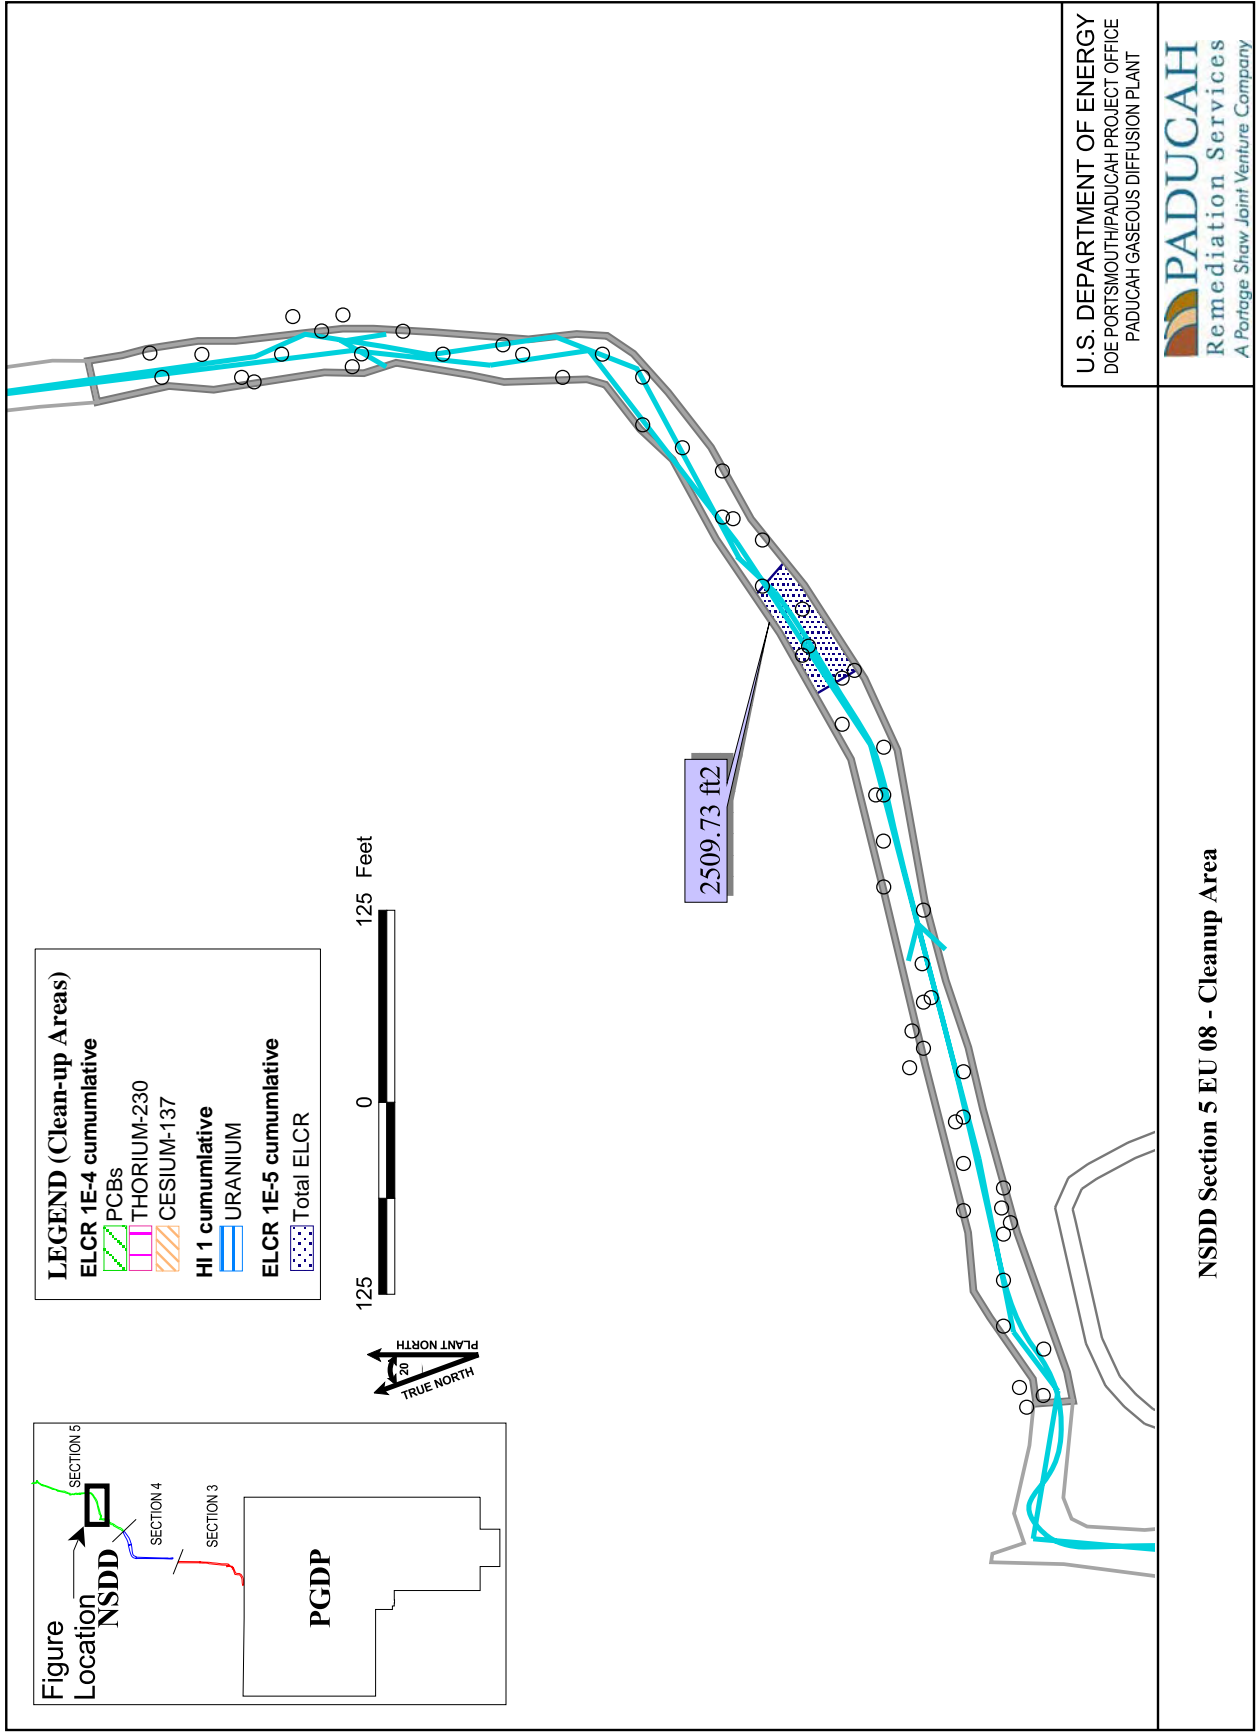 Figure
Location
NSDD
SECTION 5
SECTION 4
SECTION 3
PGDP
TRUE NORTH
20
PLANT NORTH
LEGEND (Clean-up Areas)
ELCR 1E-4 cumumlative
PCBs
THORIUM-230
CESIUM-137
HI 1 cumumlative
URANIUM
ELCR 1E-5 cumumlative
Total ELCR
125 0 125 Feet
2509.73 ft2
U.S. DEPARTMENT OF ENERGY
DOE PORTSMOUTH/PADUCAH PROJECT OFFICE
PADUCAH GASEOUS DIFFUSION PLANT
NSDD Section 5 EU 08 - Cleanup Area
PADUCAH
Remediation Services
A Portage Shaw Joint Venture Company